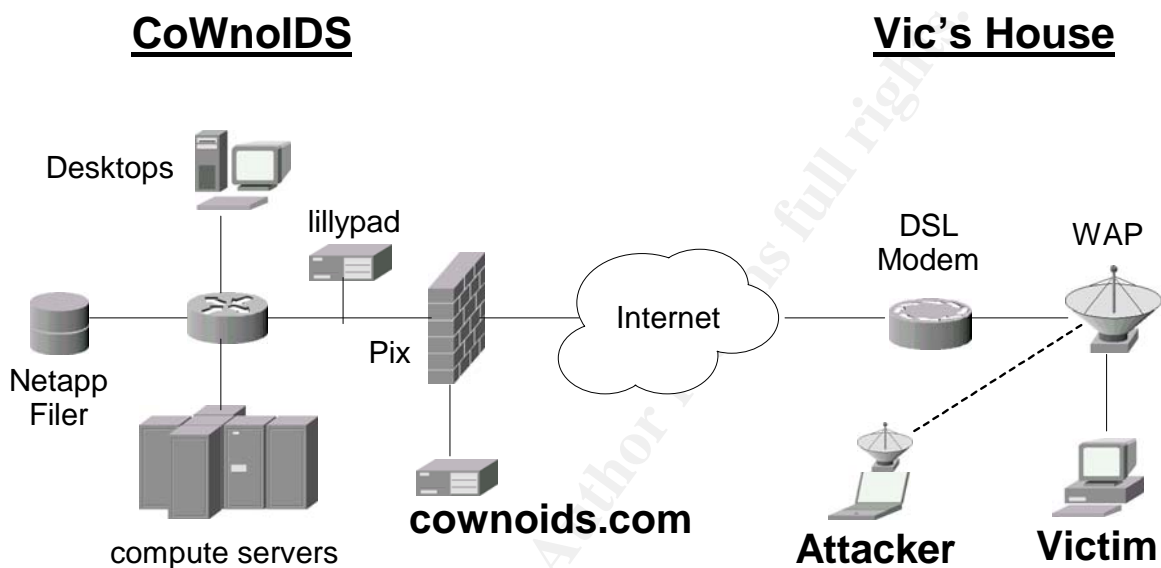 CoWnoIDS
Vic's House
Desktops
lillypad
DSL
Modem
WAP
Internet
Pix
Netapp
Filer
cownoids.com
compute servers
Attacker
Victim